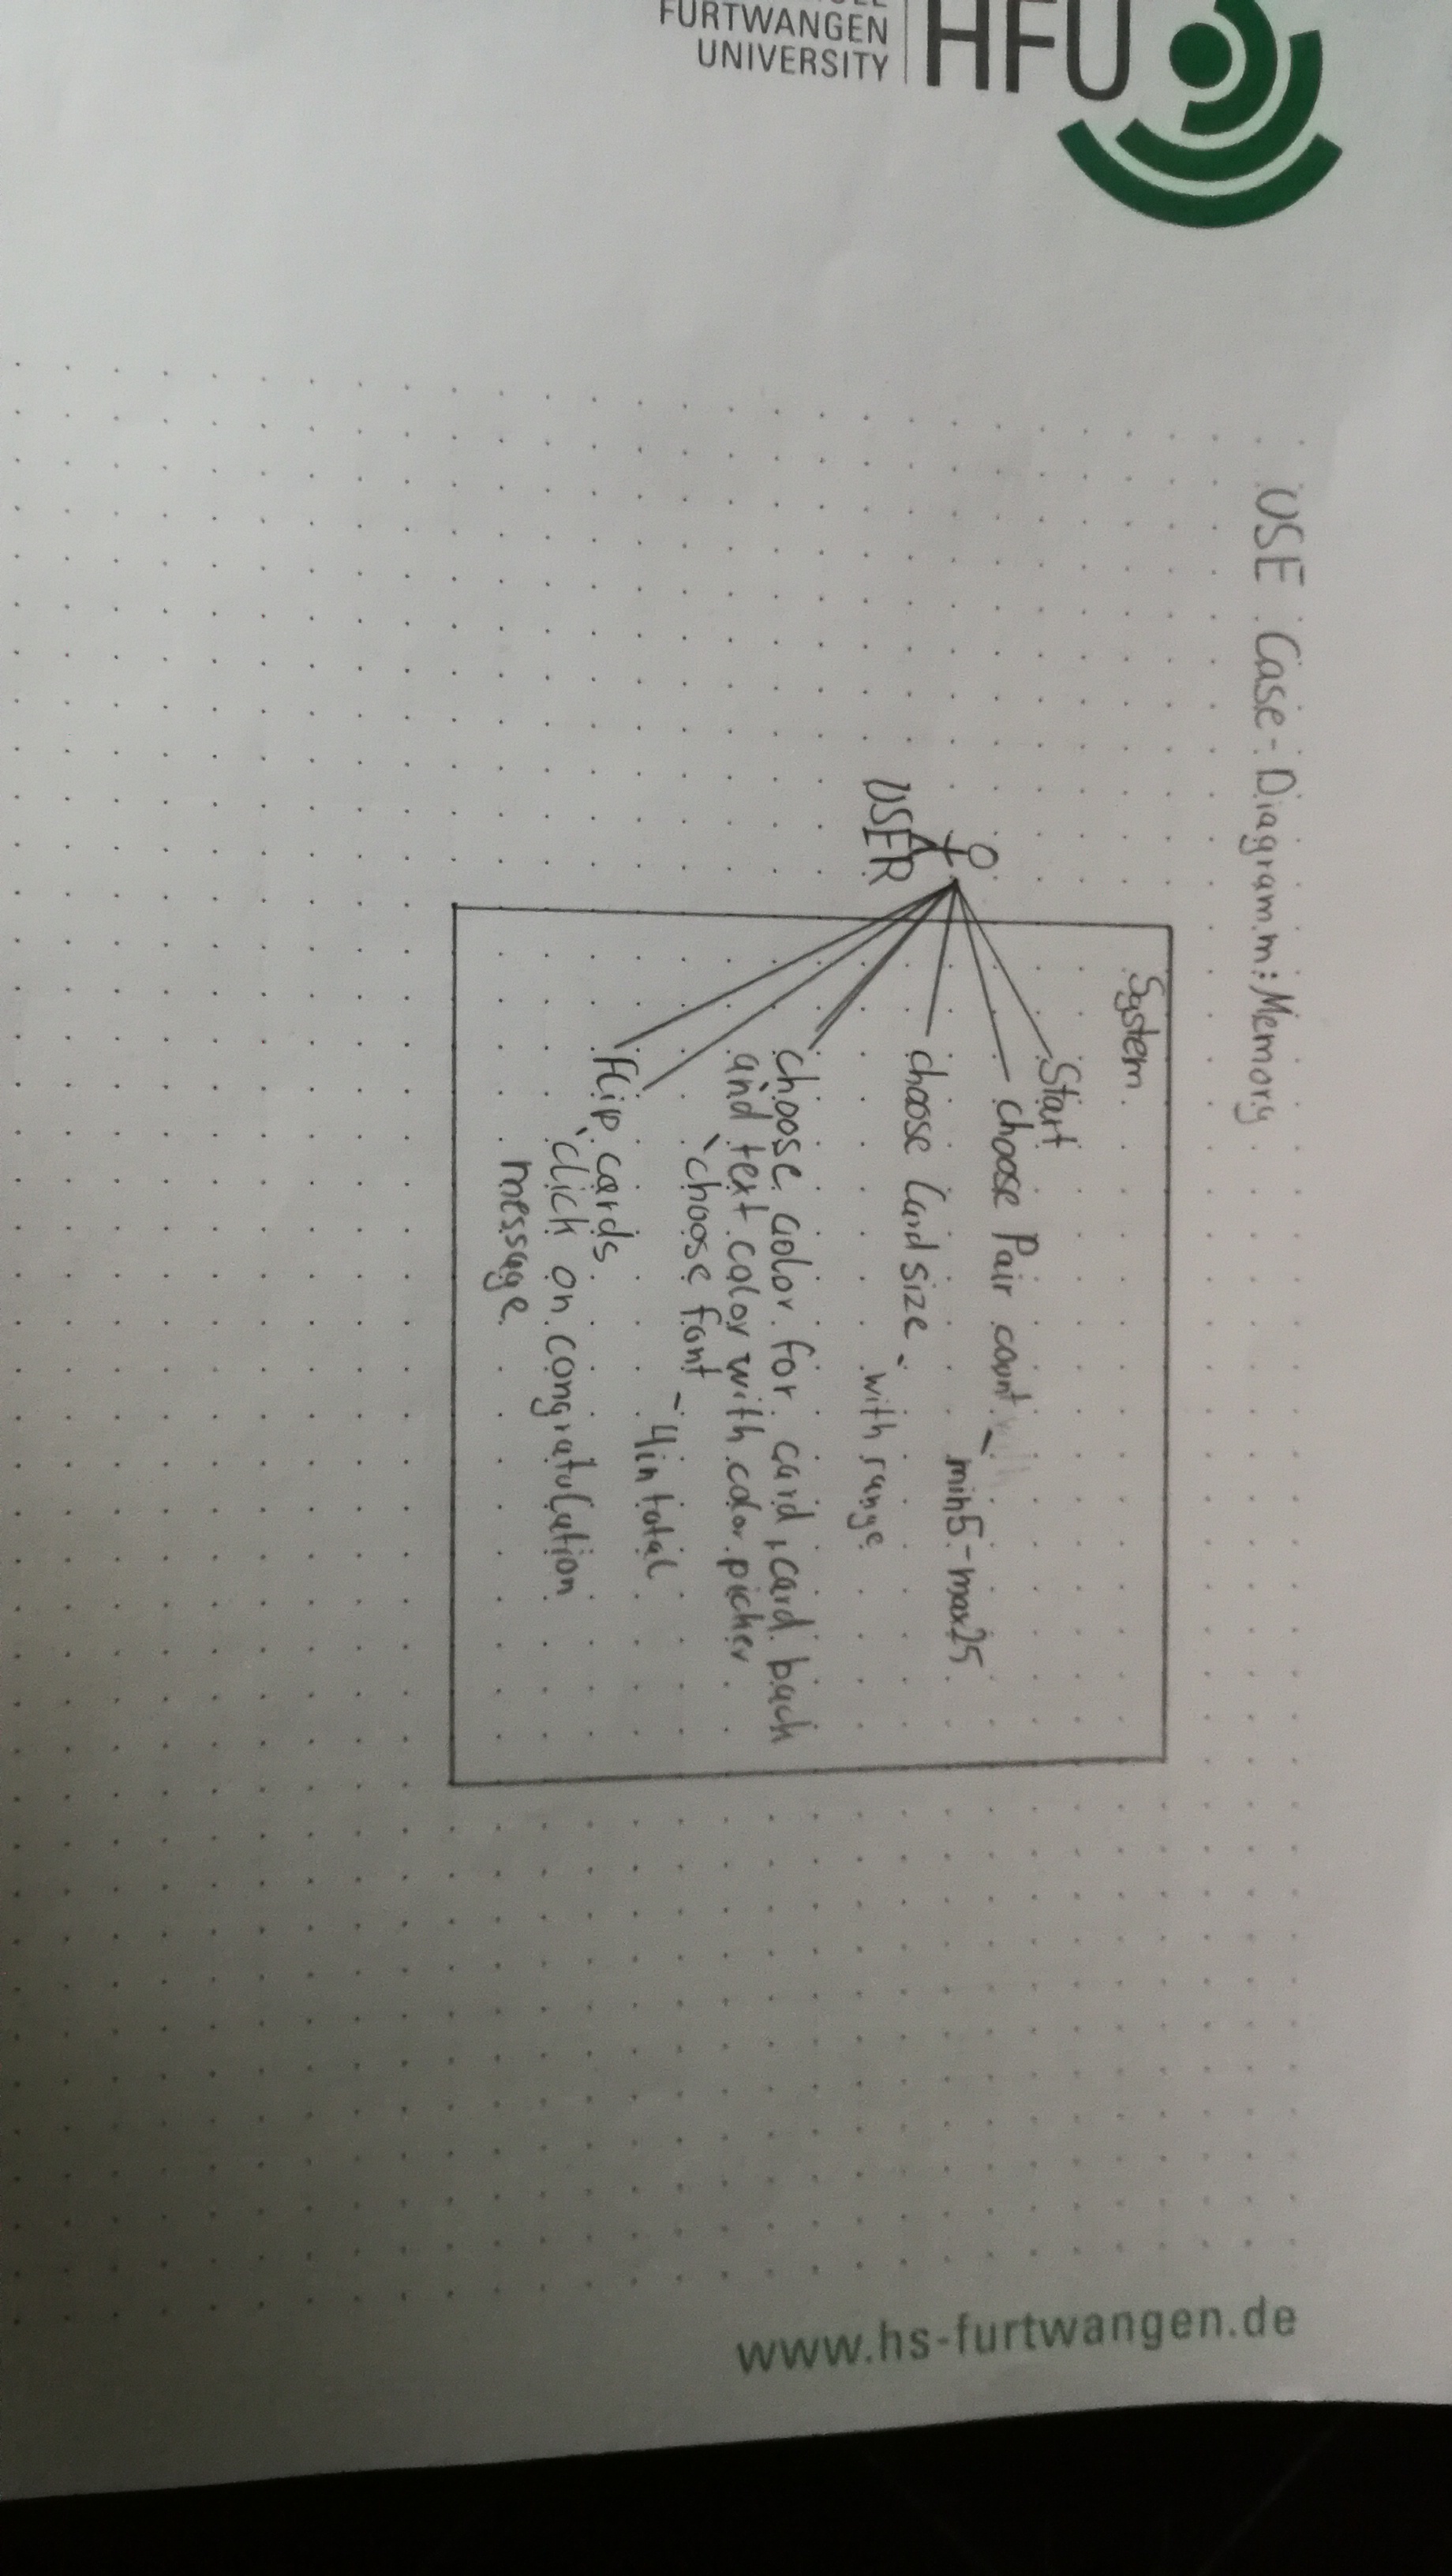 USE Case-Diagramm: Memory
System
Start
choose Pair count
min5-max25
choose Card size
with range
USER
choose color for card, card back
and text color with color picker
choose font
4 in total
Flip cards
click on congratulation
message
HFU
FURTWANGEN
UNIVERSITY
www.hs-furtwangen.de